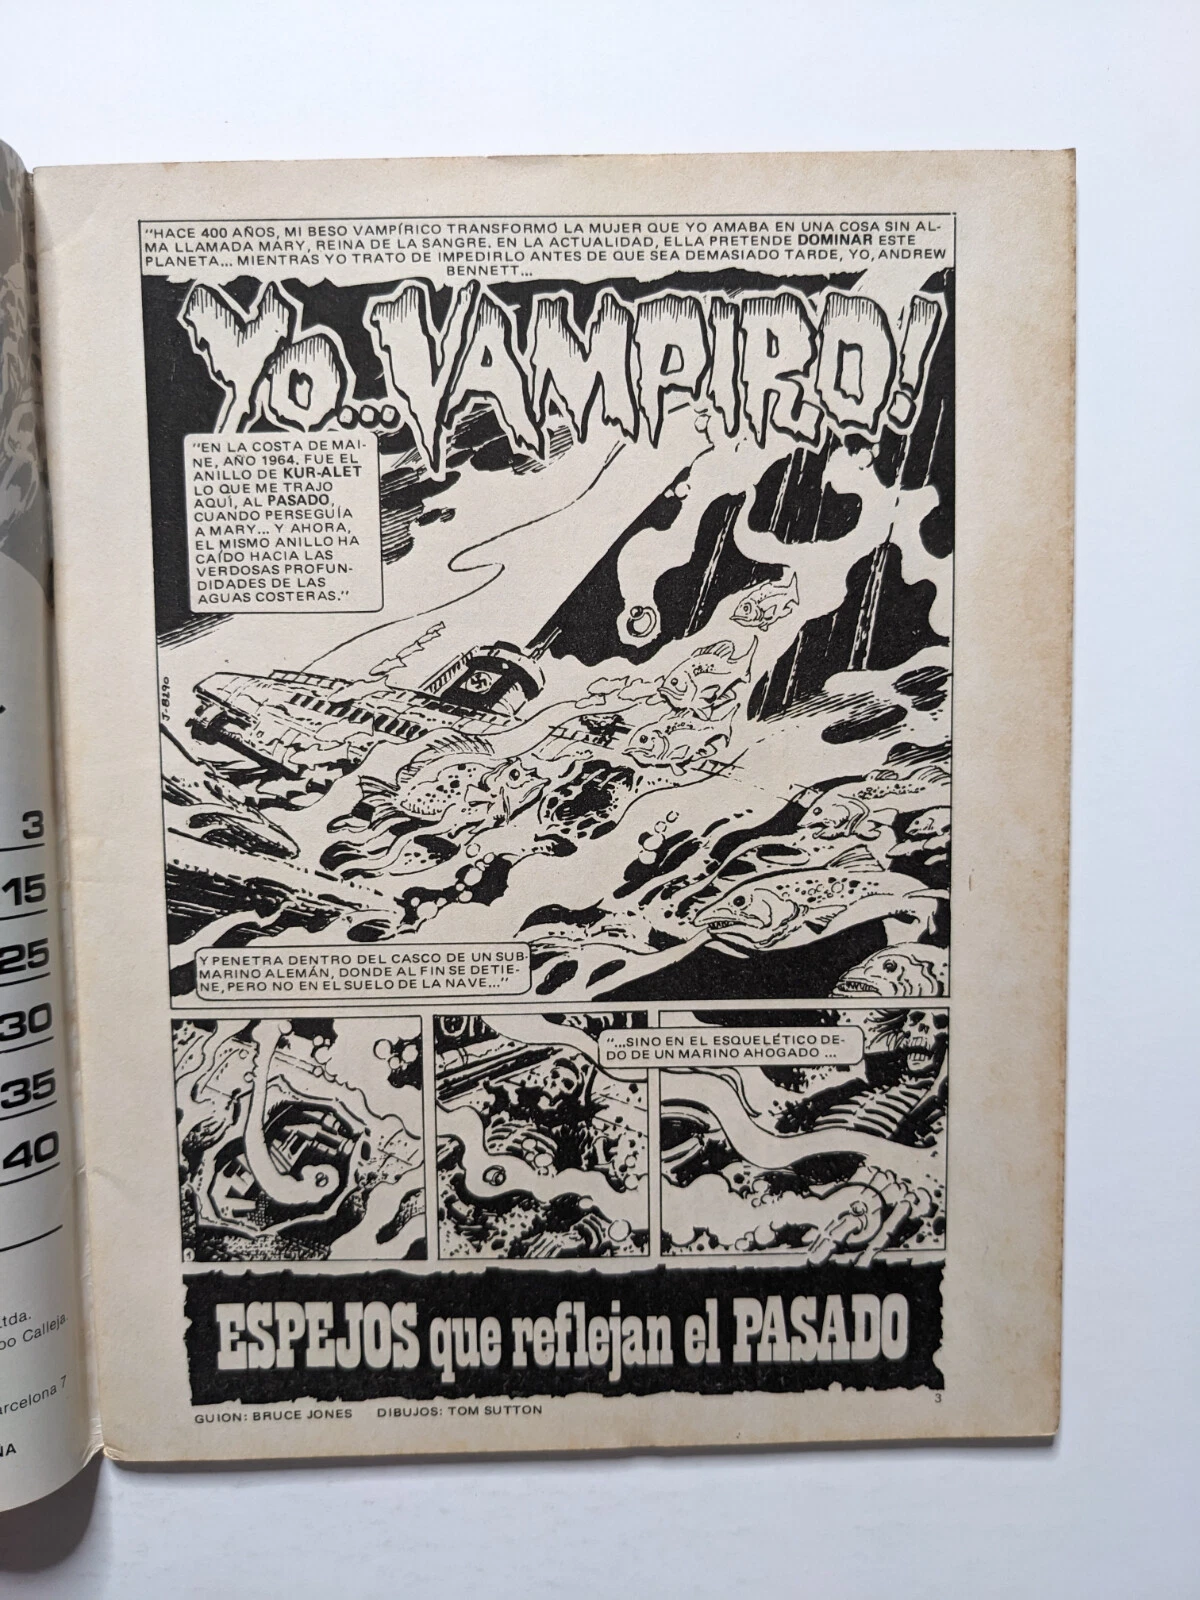 "HACE 400 AÑOS, MI BESO VAMPÍRICO TRANSFORMÓ LA MUJER QUE YO AMABA EN UNA COSA SIN AL-
MA LLAMADA MARY, REINA DE LA SANGRE. EN LA ACTUALIDAD, ELLA PRETENDE DOMINAR ESTE
PLANETA... MIENTRAS YO TRATO DE IMPEDIRLO ANTES DE QUE SEA DEMASIADO TARDE, YO, ANDREW
BENNETT...
YO...VAMPIRO!
"EN LA COSTA DE MAI-
NE, AÑO 1964. FUE EL
ANILLO DE KUR-ALET
LO QUE ME TRAJO
AQUÍ, AL PASADO,
CUANDO PERSEGUÍA
A MARY... Y AHORA,
EL MISMO ANILLO HA
CAÍDO HACIA LAS
VERDOSAS PROFUN-
DIDADES DE LAS
AGUAS COSTERAS."
J-8290
Y PENETRA DENTRO DEL CASCO DE UN SUB-
MARINO ALEMÁN, DONDE AL FIN SE DETIE-
NE, PERO NO EN EL SUELO DE LA NAVE..."
"...SINO EN EL ESQUELÉTICO DE-
DO DE UN MARINO AHOGADO ...
1
ESPEJOS que reflejan el PASADO
3
GUION: BRUCE JONES DIBUJOS: TOM SUTTON
3
15
25
30
35
40
Ltda.
Calleja.
arcelona 7
NA